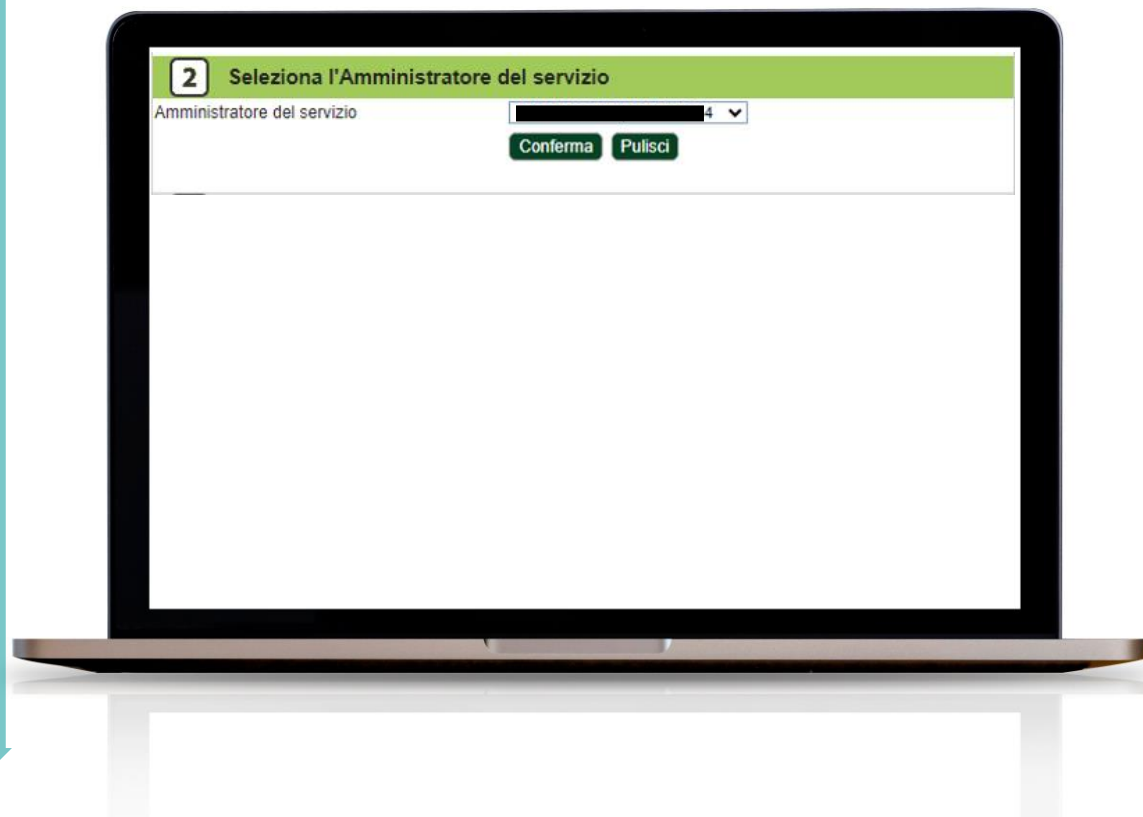 2 Seleziona l'Amministratore del servizio
Amministratore del servizio 4
Conferma Pulisci